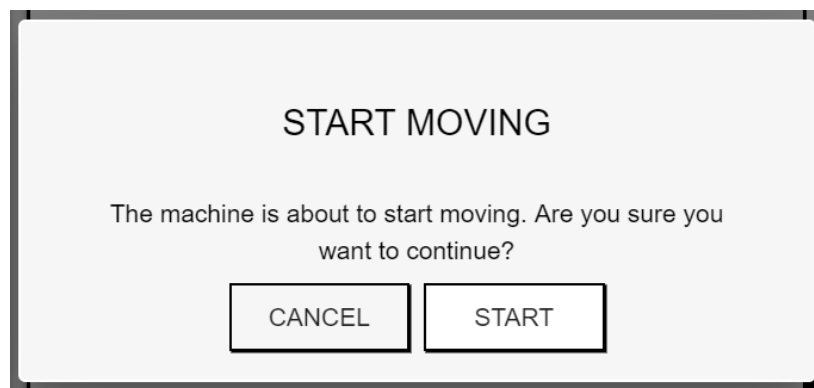 START MOVING
The machine is about to start moving. Are you sure you
want to continue?
CANCEL START